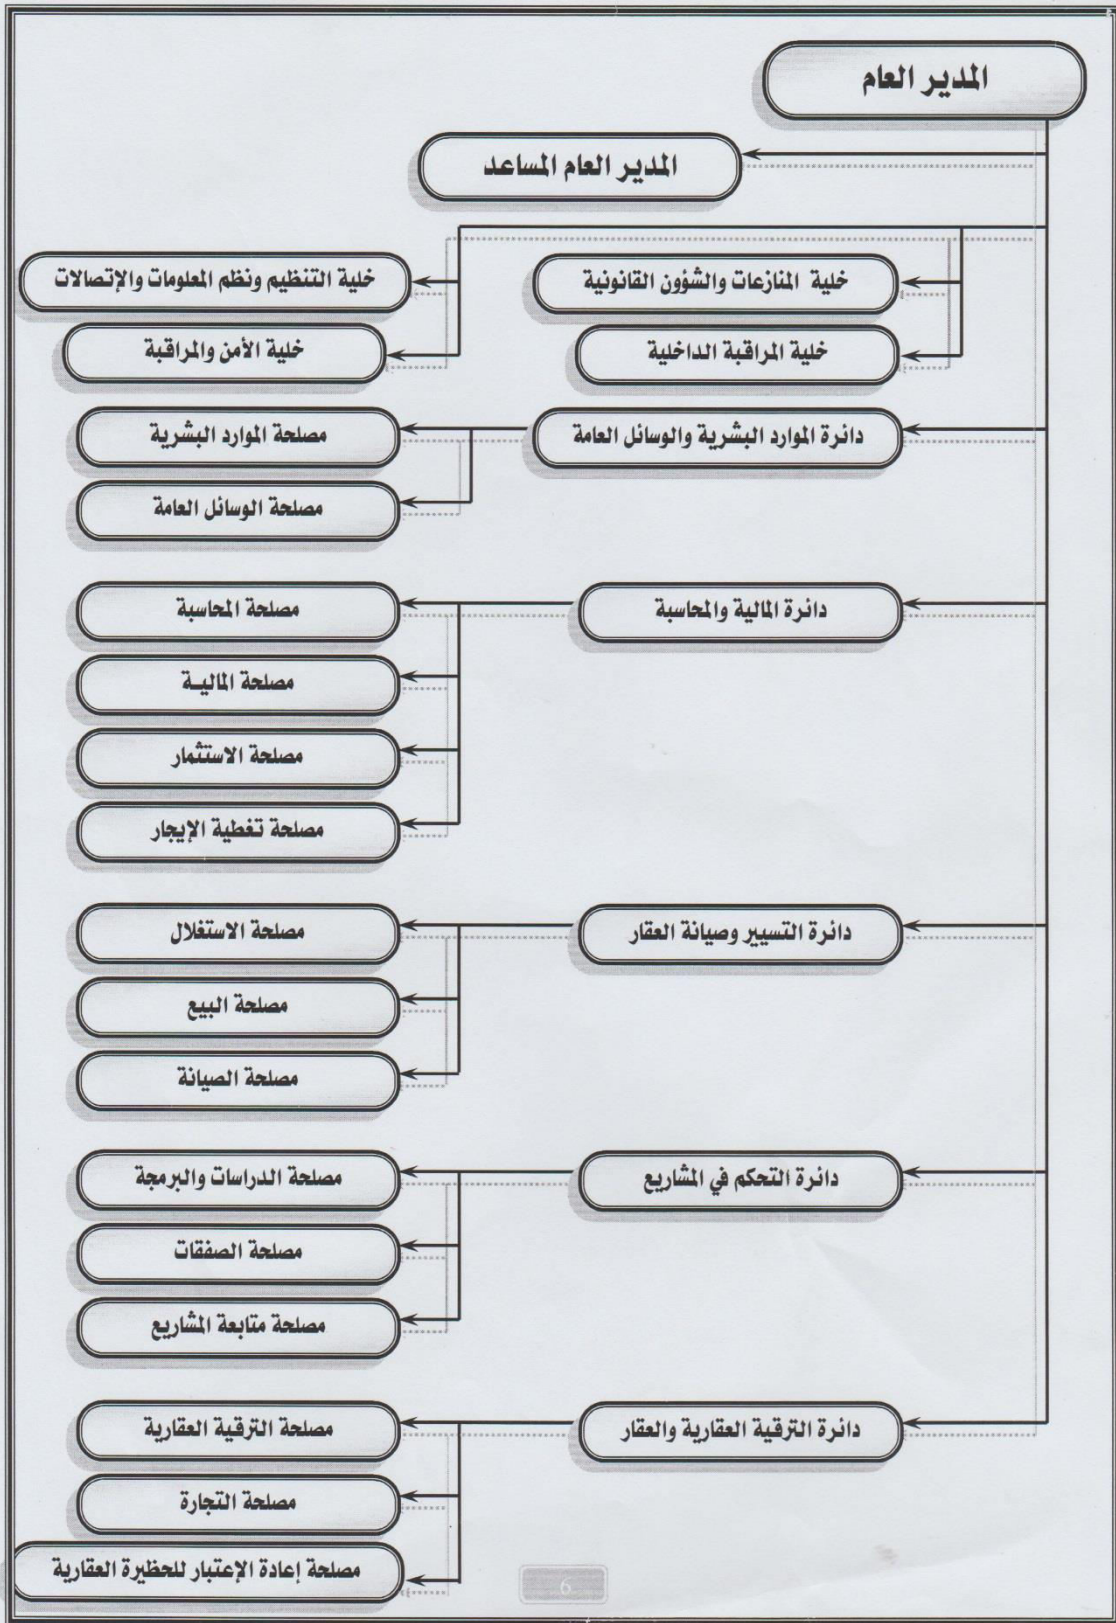 المدير العام
المدير العام المساعد
خلية المنازعات والشؤون القانونية
خلية التنظيم ونظم المعلومات والإتصالات
خلية المراقبة الداخلية
خلية الأمن والمراقبة
دائرة الموارد البشرية والوسائل العامة
مصلحة الموارد البشرية
مصلحة الوسائل العامة
دائرة المالية والمحاسبة
مصلحة المحاسبة
مصلحة الماليـة
مصلحة الاستثمار
مصلحة تغطية الإيجار
دائرة التسيير وصيانة العقار
مصلحة الاستغلال
مصلحة البيع
مصلحة الصيانة
دائرة التحكم في المشاريع
مصلحة الدراسات والبرمجة
مصلحة الصفقات
مصلحة متابعة المشاريع
دائرة الترقية العقارية والعقار
مصلحة الترقية العقارية
مصلحة التجارة
مصلحة إعادة الإعتبار للحظيرة العقارية
6